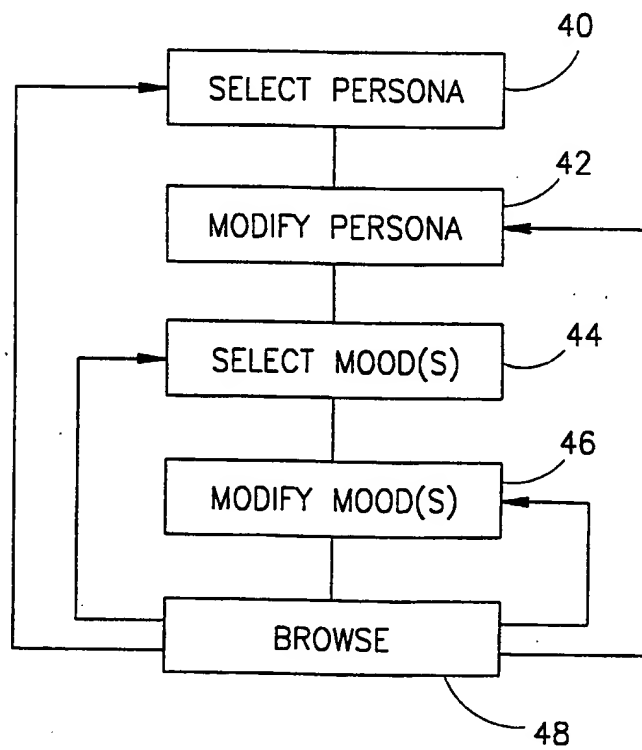 40
SELECT PERSONA
42
MODIFY PERSONA
SELECT MOOD(S)
44
46
MODIFY MOOD(S)
BROWSE
48